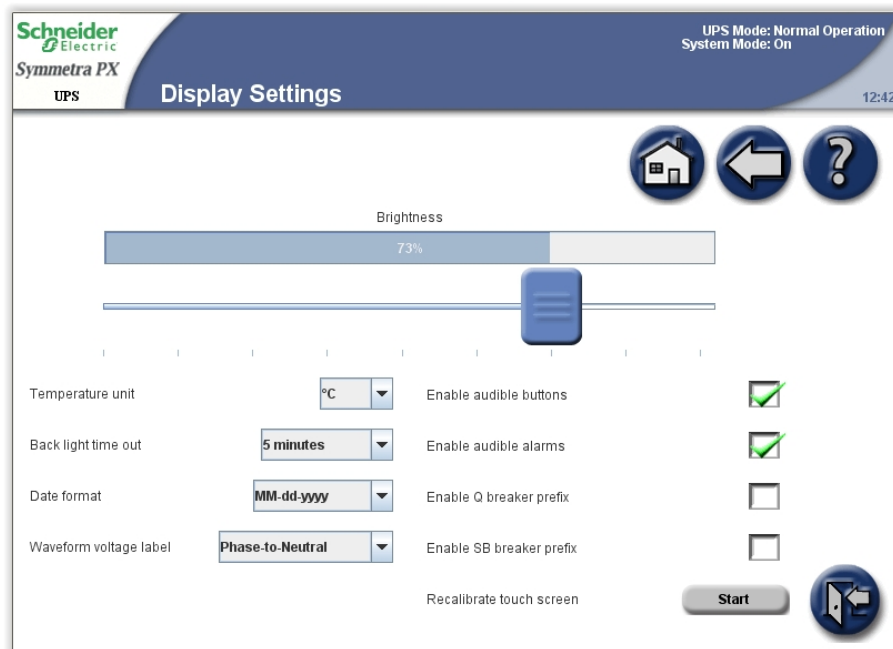 Schneider
Electric
Symmetra PX
UPS
Display Settings
UPS Mode: Normal Operation
System Mode: On
12:42
?
Brightness
73%
Temperature unit
°C
Enable audible buttons
Back light time out
5 minutes
Enable audible alarms
Date format
MM-dd-yyyy
Enable Q breaker prefix
Waveform voltage label
Phase-to-Neutral
Enable SB breaker prefix
Recalibrate touch screen
Start